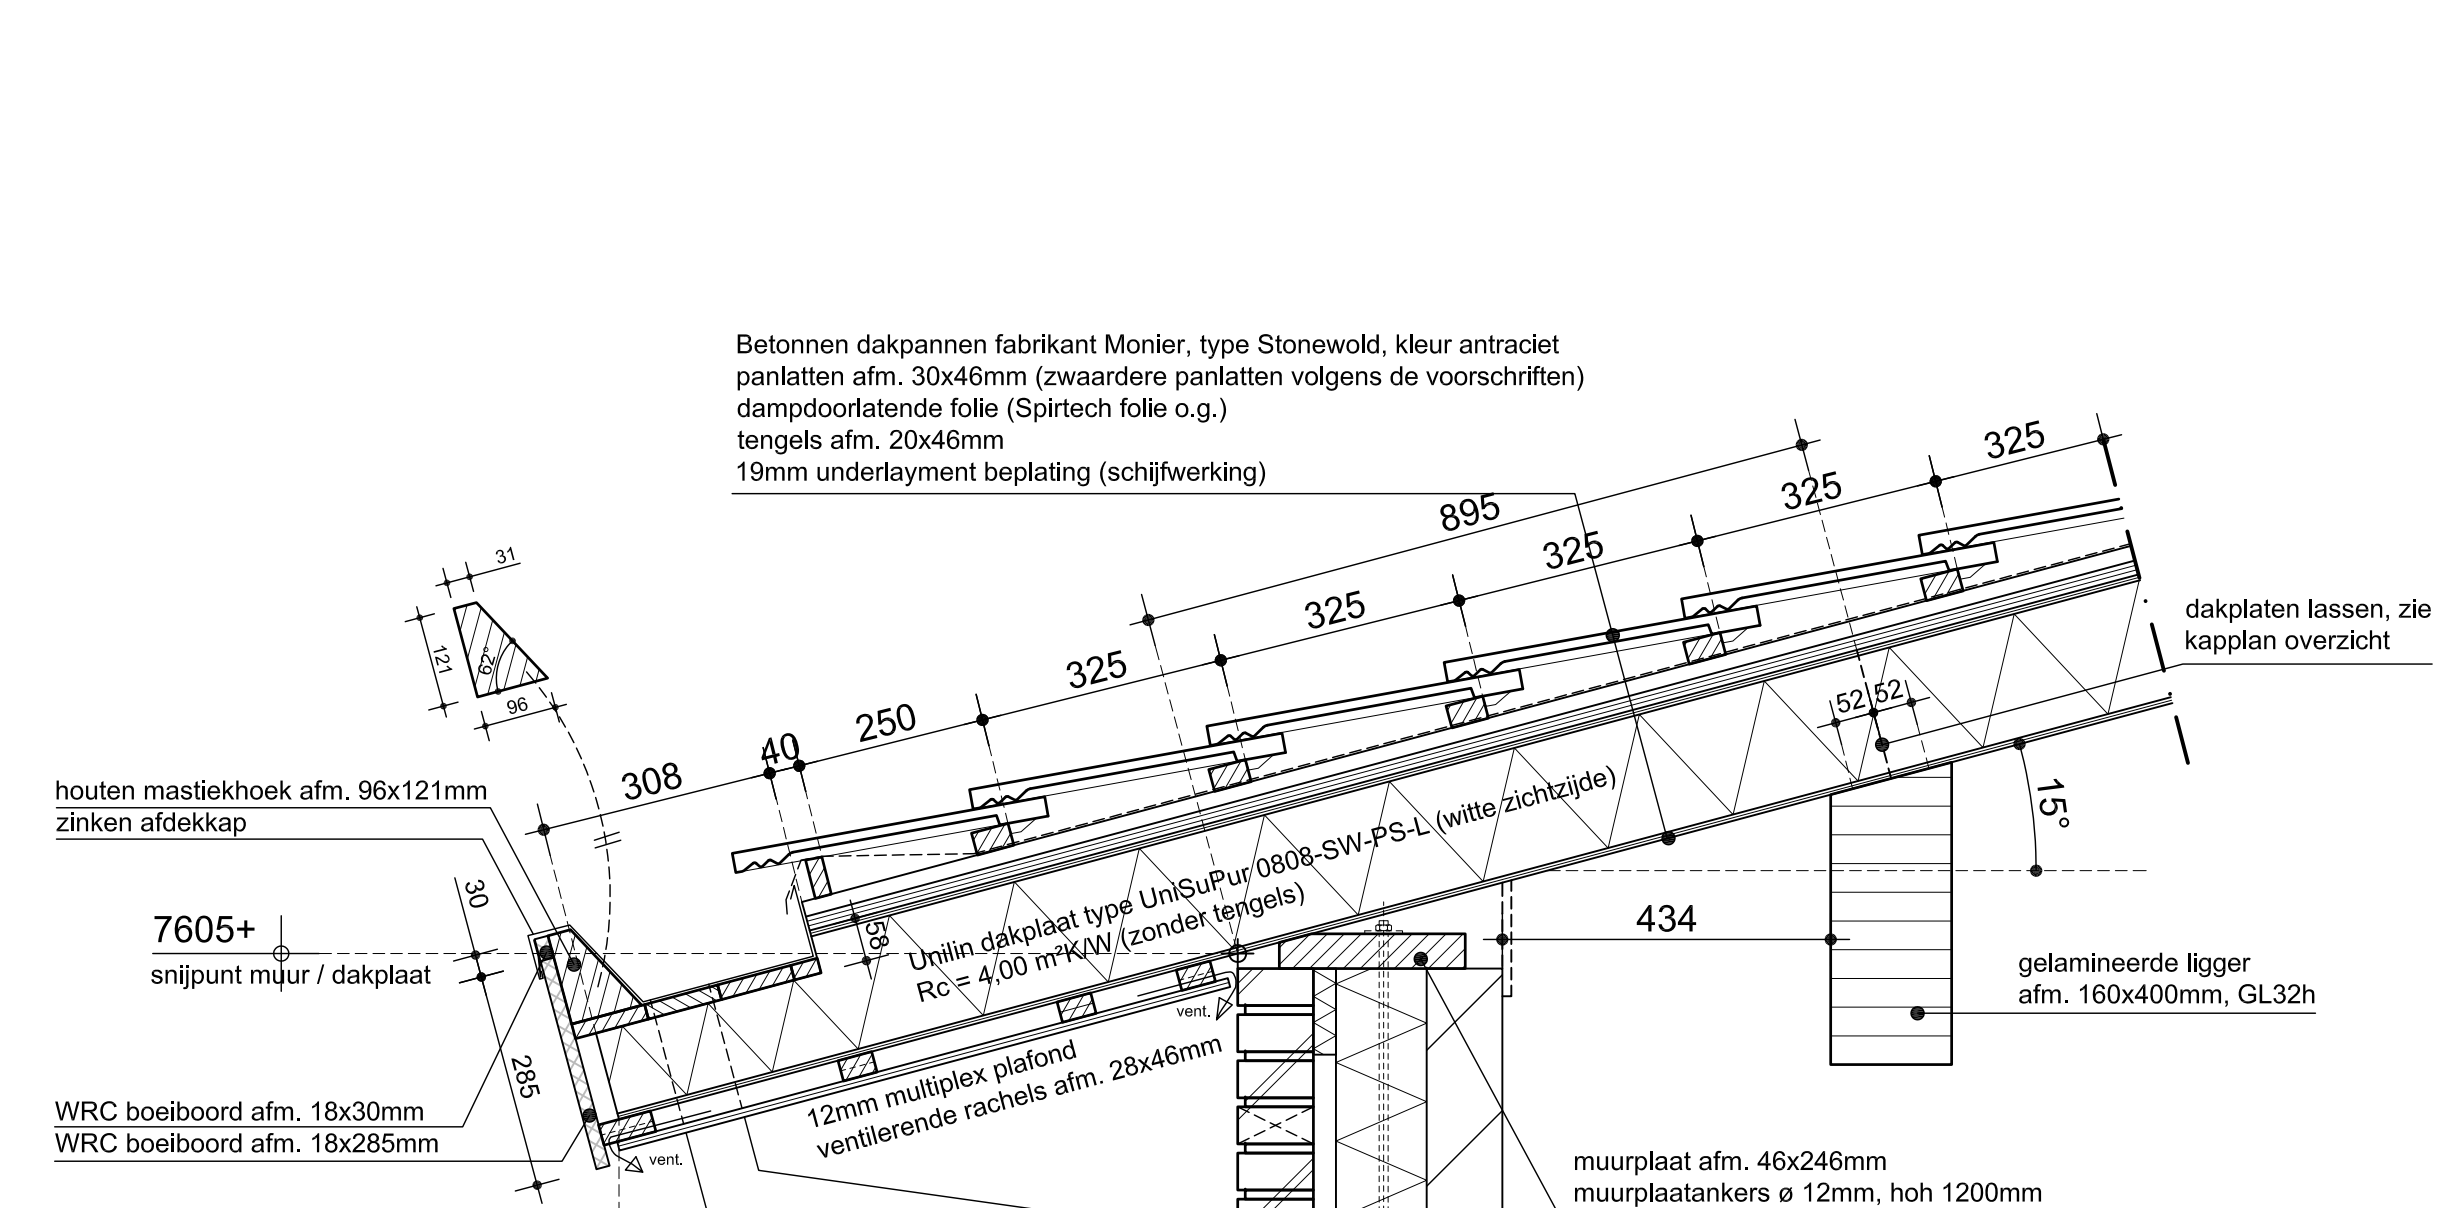 Betonnen dakpannen fabrikant Monier, type Stonewold, kleur antraciet
panlatten afm. 30x46mm (zwaardere panlatten volgens de voorschriften)
dampdoorlatende folie (Spirtech folie o.g.)
tengels afm. 20x46mm
19mm underlayment beplating (schijfwerking)
325
325
895
325
325
325
250
40
308
31
121
62°
96
dakplaten lassen, zie
kapplan overzicht
52
52
15°
houten mastiekhoek afm. 96x121mm
zinken afdekkap
30
7605+
snijpunt muur / dakplaat
58
Unilin dakplaat type UniSuPur 0808-SW-PS-L (witte zichtzijde)
Rc = 4,00 m²K/W (zonder tengels)
434
gelamineerde ligger
afm. 160x400mm, GL32h
vent.
285
12mm multiplex plafond
ventilerende rachels afm. 28x46mm
WRC boeiboord afm. 18x30mm
WRC boeiboord afm. 18x285mm
vent.
muurplaat afm. 46x246mm
muurplaatankers ø 12mm, hoh 1200mm